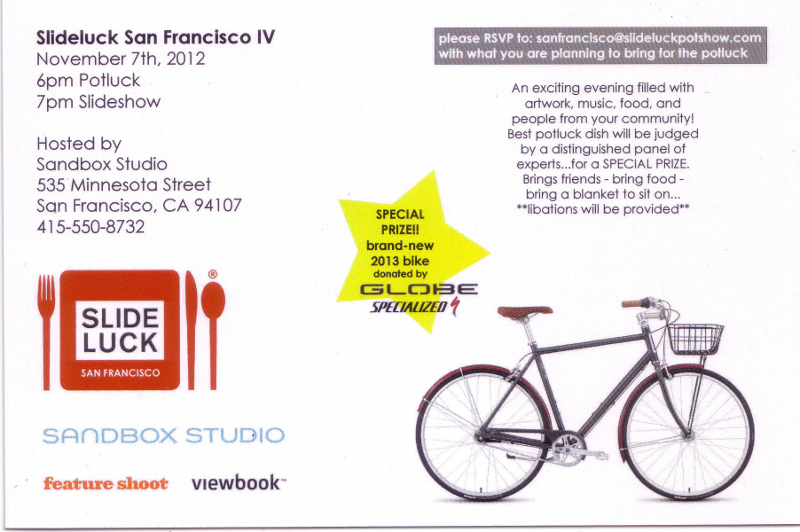 Slideluck San Francisco IV
November 7th, 2012
6pm Potluck
7pm Slideshow
Hosted by
Sandbox Studio
535 Minnesota Street
San Francisco, CA 94107
415-550-8732
please RSVP to: sanfrancisco@slideluckpotshow.com
with what you are planning to bring for the potluck
An exciting evening filled with
artwork, music, food, and
people from your community!
Best potluck dish will be judged
by a distinguished panel of
experts...for a SPECIAL PRIZE.
Brings friends - bring food -
bring a blanket to sit on...
**libations will be provided**
SPECIAL
PRIZE!!
brand-new
2013 bike
donated by
GLOBE
SPECIALIZED
®
SLIDE
LUCK
SAN FRANCISCO
SANDBOX STUDIO
feature shoot viewbook™